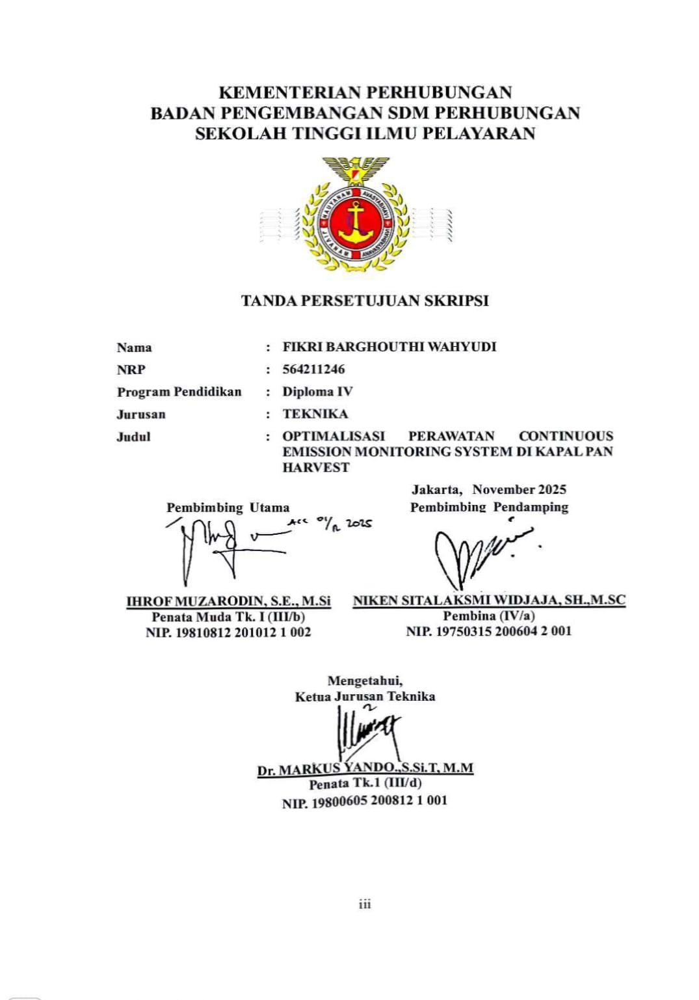 KEMENTERIAN PERHUBUNGAN
BADAN PENGEMBANGAN SDM PERHUBUNGAN
SEKOLAH TINGGI ILMU PELAYARAN
NAUYANAM AVASYABHAVI
JIVANAM ANAVASYABHAVI
TANDA PERSETUJUAN SKRIPSI
Nama : FIKRI BARGHOUTHI WAHYUDI
NRP : 564211246
Program Pendidikan : Diploma IV
Jurusan : TEKNIKA
Judul : OPTIMALISASI PERAWATAN CONTINUOUS
EMISSION MONITORING SYSTEM DI KAPAL PAN
HARVEST
Jakarta, November 2025
Pembimbing Utama Pembimbing Pendamping
ACC 01/12 2025
IHROF MUZARODIN, S.E., M.Si NIKEN SITALAKSMI WIDJAJA, SH.,M.SC
Penata Muda Tk. I (III/b) Pembina (IV/a)
NIP. 19810812 201012 1 002 NIP. 19750315 200604 2 001
Mengetahui,
Ketua Jurusan Teknika
Dr. MARKUS YANDO.,S.Si.T, M.M
Penata Tk.1 (III/d)
NIP. 19800605 200812 1 001
iii